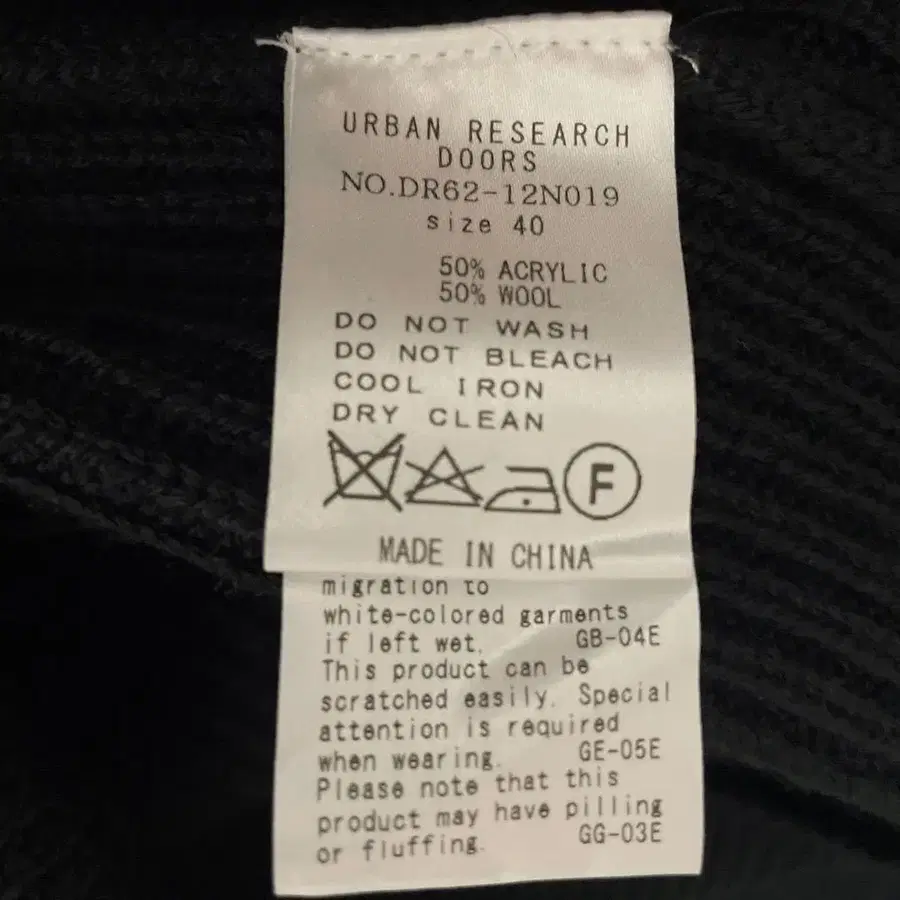 URBAN RESEARCH
DOORS
NO.DR62-12N019
size 40
50% ACRYLIC
50% WOOL
DO NOT WASH
DO NOT BLEACH
COOL IRON
DRY CLEAN
F
MADE IN CHINA
migration to
white-colored garments
if left wet. GB-04E
This product can be
scratched easily. Special
attention is required
when wearing. GE-05E
Please note that this
product may have pilling
or fluffing. GG-03E